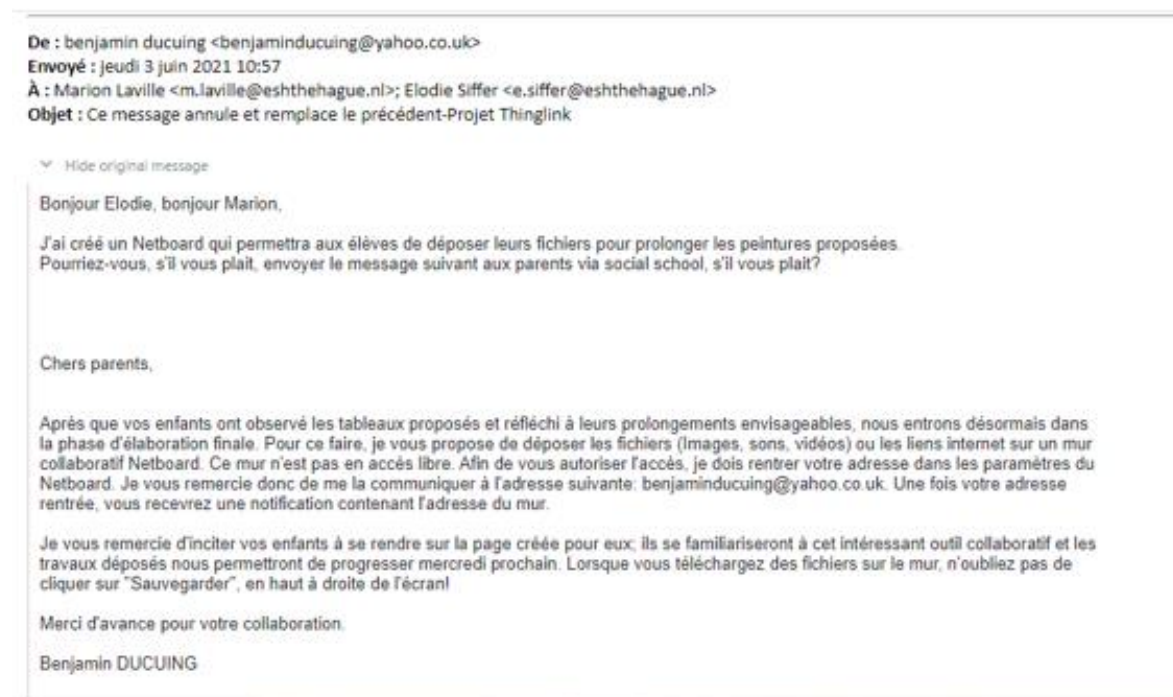 De : benjamin ducuing <benjaminducuing@yahoo.co.uk>
Envoyé : jeudi 3 juin 2021 10:57
À : Marion Laville <m.laville@eshthehague.nl>; Elodie Siffer <e.siffer@eshthehague.nl>
Objet : Ce message annule et remplace le précédent-Projet Thinglink
Hide original message
Bonjour Elodie, bonjour Marion,
J'ai créé un Netboard qui permettra aux élèves de déposer leurs fichiers pour prolonger les peintures proposées.
Pourriez-vous, s'il vous plait, envoyer le message suivant aux parents via social school, s'il vous plait?
Chers parents,
Après que vos enfants ont observé les tableaux proposés et réfléchi à leurs prolongements envisageables, nous entrons désormais dans
la phase d'élaboration finale. Pour ce faire, je vous propose de déposer les fichiers (Images, sons, vidéos) ou les liens internet sur un mur
collaboratif Netboard. Ce mur n'est pas en accès libre. Afin de vous autoriser l'accès, je dois rentrer votre adresse dans les paramètres du
Netboard. Je vous remercie donc de me la communiquer à l'adresse suivante: benjaminducuing@yahoo.co.uk. Une fois votre adresse
rentrée, vous recevrez une notification contenant l'adresse du mur.
Je vous remercie d'inciter vos enfants à se rendre sur la page créée pour eux; ils se familiariseront à cet intéressant outil collaboratif et les
travaux déposés nous permettront de progresser mercredi prochain. Lorsque vous téléchargez des fichiers sur le mur, n'oubliez pas de
cliquer sur "Sauvegarder", en haut à droite de l'écran!
Merci d'avance pour votre collaboration.
Benjamin DUCUING